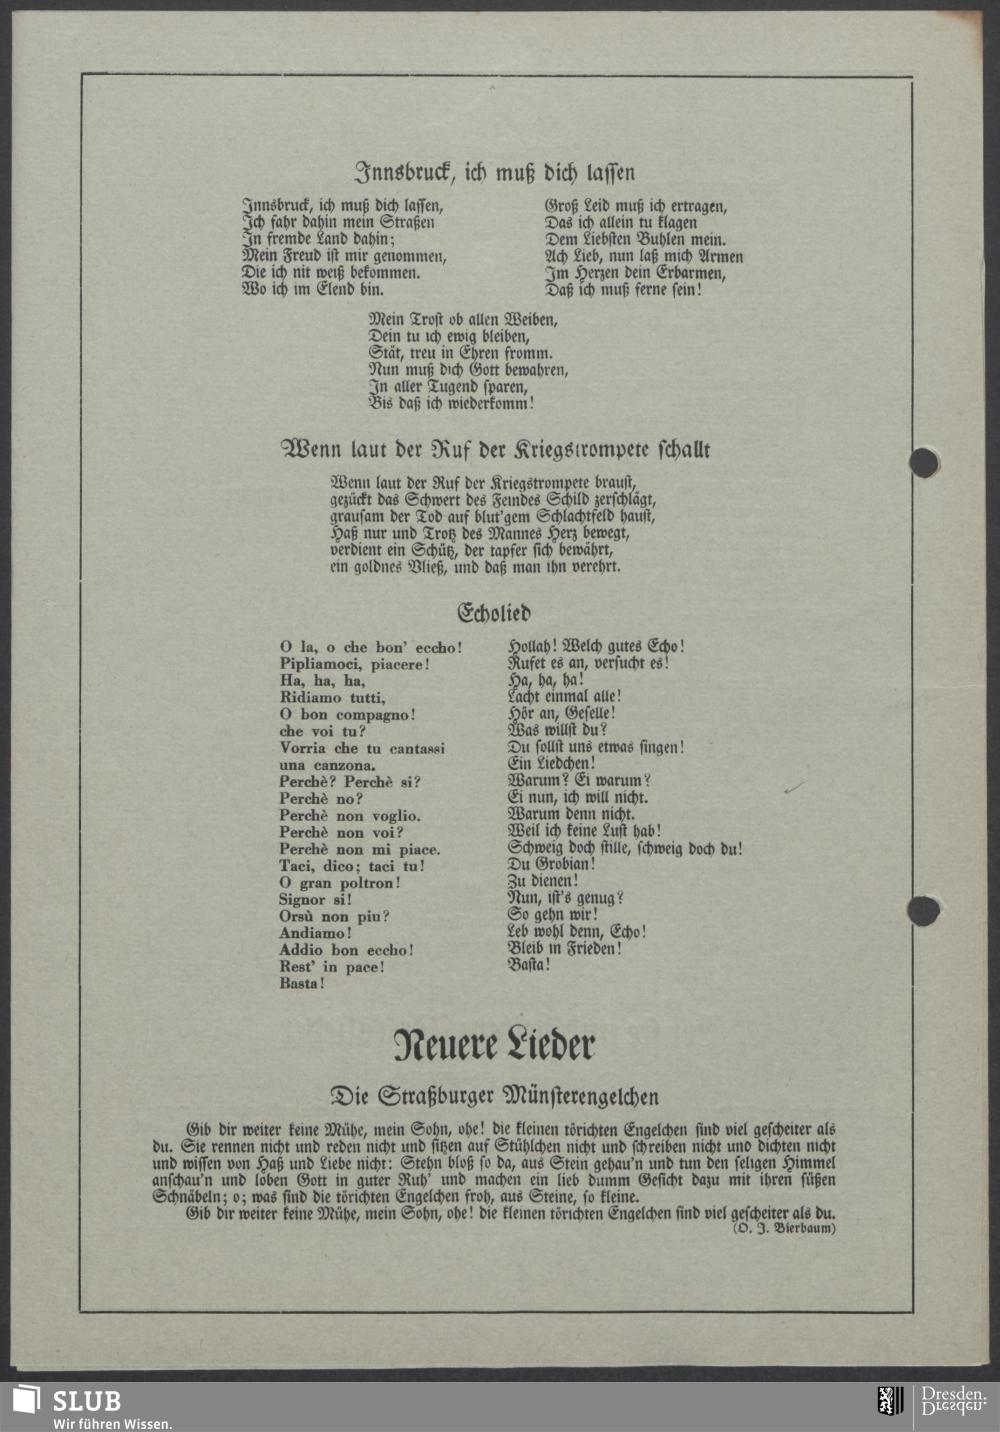 Innsbruck, ich muß dich lassen
Innsbruck, ich muß dich lassen,
Ich fahr dahin mein Straßen
In fremde Land dahin;
Mein Freud ist mir genommen,
Die ich nit weiß bekommen.
Wo ich im Elend bin.
Groß Leid muß ich ertragen,
Das ich allein tu klagen
Dem Liebsten Buhlen mein.
Ach Lieb, nun laß mich Armen
Im Herzen dein Erbarmen,
Daß ich muß ferne sein!
Mein Trost ob allen Weiben,
Dein tu ich ewig bleiben,
Stät, treu in Ehren fromm.
Nun muß dich Gott bewahren,
In aller Tugend sparen,
Bis daß ich wiederkomm!
Wenn laut der Ruf der Kriegstrompete schallt
Wenn laut der Ruf der Kriegstrompete braust,
gezückt das Schwert des Feindes Schild zerschlägt,
grausam der Tod auf blut'gem Schlachtfeld haust,
Haß nur und Trotz des Mannes Herz bewegt,
verdient ein Schütz, der tapfer sich bewährt,
ein goldnes Vließ, und daß man ihn verehrt.
Echolied
O la, o che bon' eccho!
Pipliamoci, piacere!
Ha, ha, ha,
Ridiamo tutti,
O bon compagno!
che voi tu?
Vorria che tu cantassi
una canzona.
Perchè? Perchè si?
Perchè no?
Perchè non voglio.
Perchè non voi?
Perchè non mi piace.
Taci, dico; taci tu!
O gran poltron!
Signor si!
Orsù non piu?
Andiamo!
Addio bon eccho!
Rest' in pace!
Basta!
Hollah! Welch gutes Echo!
Rufet es an, versucht es!
Ha, ha, ha!
Lacht einmal alle!
Hör an, Geselle!
Was willst du?
Du sollst uns etwas singen!
Ein Liedchen!
Warum? Ei warum?
Ei nun, ich will nicht.
Warum denn nicht.
Weil ich keine Lust hab!
Schweig doch stille, schweig doch du!
Du Grobian!
Zu dienen!
Nun, ist's genug?
So gehn wir!
Leb wohl denn, Echo!
Bleib in Frieden!
Basta!
Neuere Lieder
Die Straßburger Münsterengelchen
Gib dir weiter keine Mühe, mein Sohn, ohe! die kleinen törichten Engelchen sind viel gescheiter als
du. Sie rennen nicht und reden nicht und sitzen auf Stühlchen nicht und schreiben nicht und dichten nicht
und wissen von Haß und Liebe nicht: Stehn bloß so da, aus Stein gehau'n und tun den seligen Himmel
anschau'n und loben Gott in guter Ruh' und machen ein lieb dumm Gesicht dazu mit ihren süßen
Schnäbeln; o; was sind die törichten Engelchen froh, aus Steine, so kleine.
Gib dir weiter keine Mühe, mein Sohn, ohe! die kleinen törichten Engelchen sind viel gescheiter als du.
(O. J. Bierbaum)
SLUB
Wir führen Wissen.
Dresden.
Dresden.